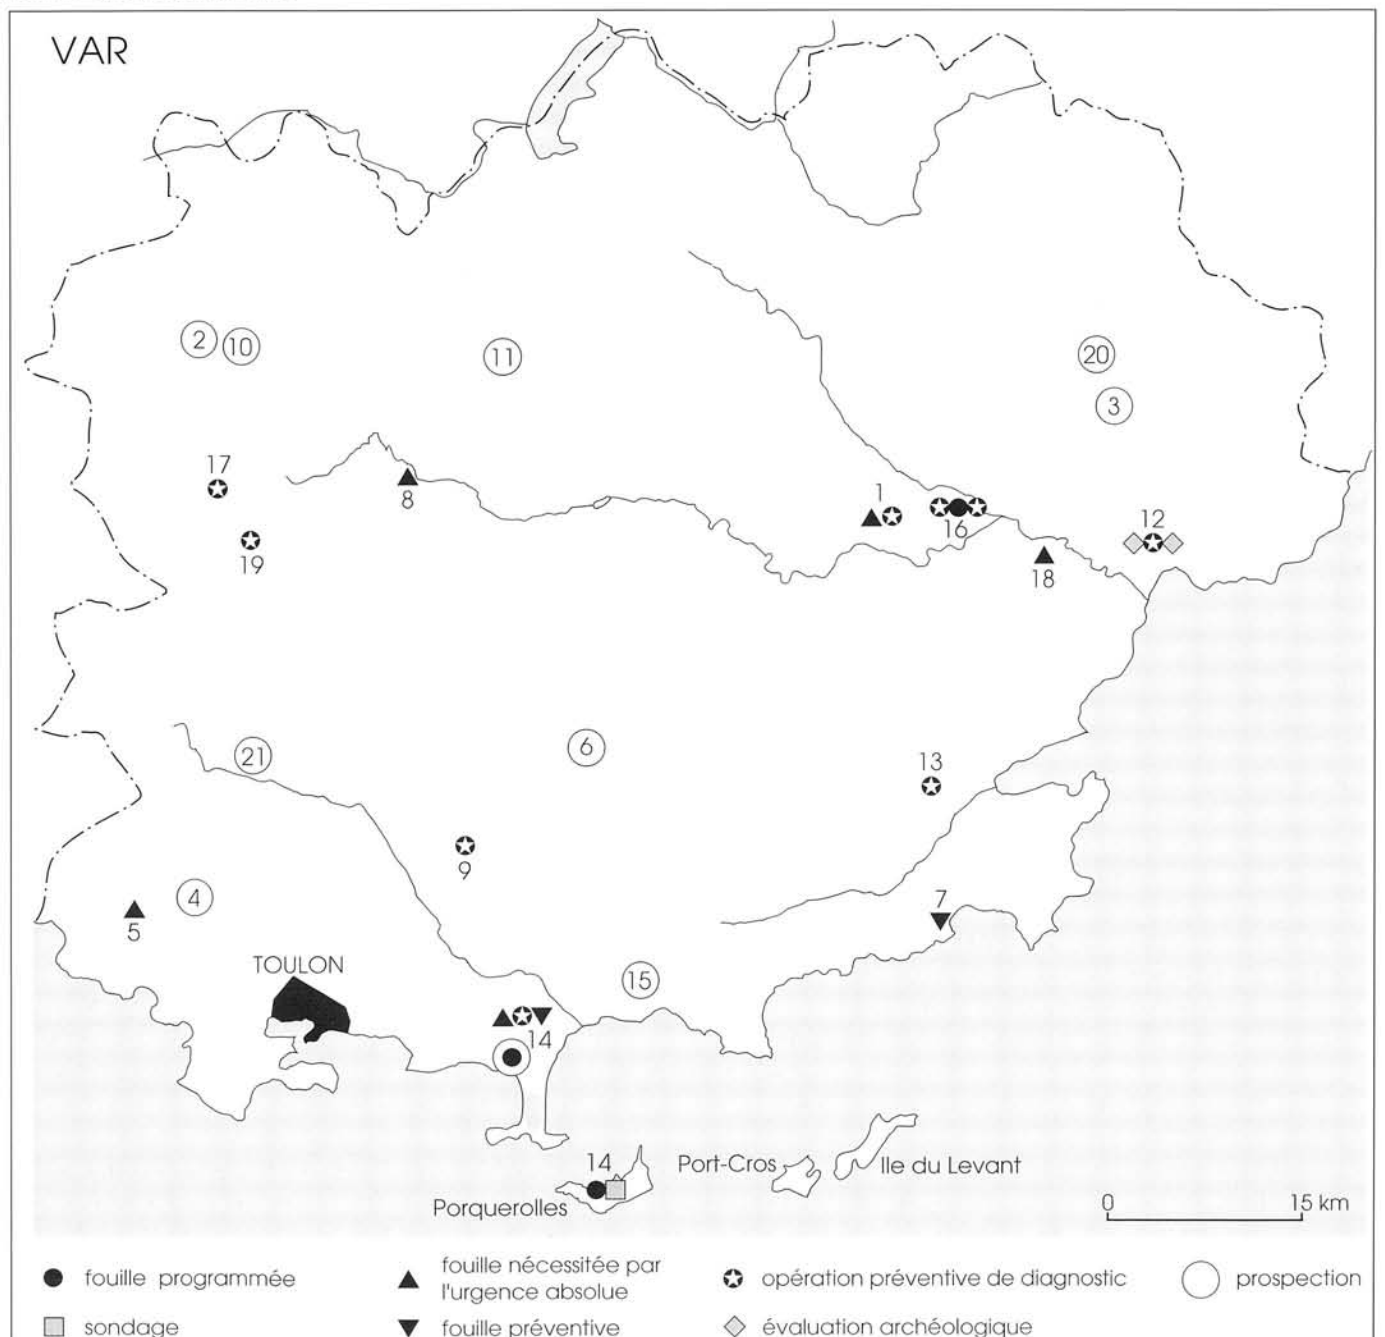 VAR
2
10
11
20
3
17
8
1
16
12
19
18
21
6
13
9
4
5
7
TOULON
15
14
14
Port-Cros
Ile du Levant
Porquerolles
0 15 km
fouille programmée
fouille nécessitée par
l'urgence absolue
opération préventive de diagnostic
prospection
sondage
fouille préventive
évaluation archéologique